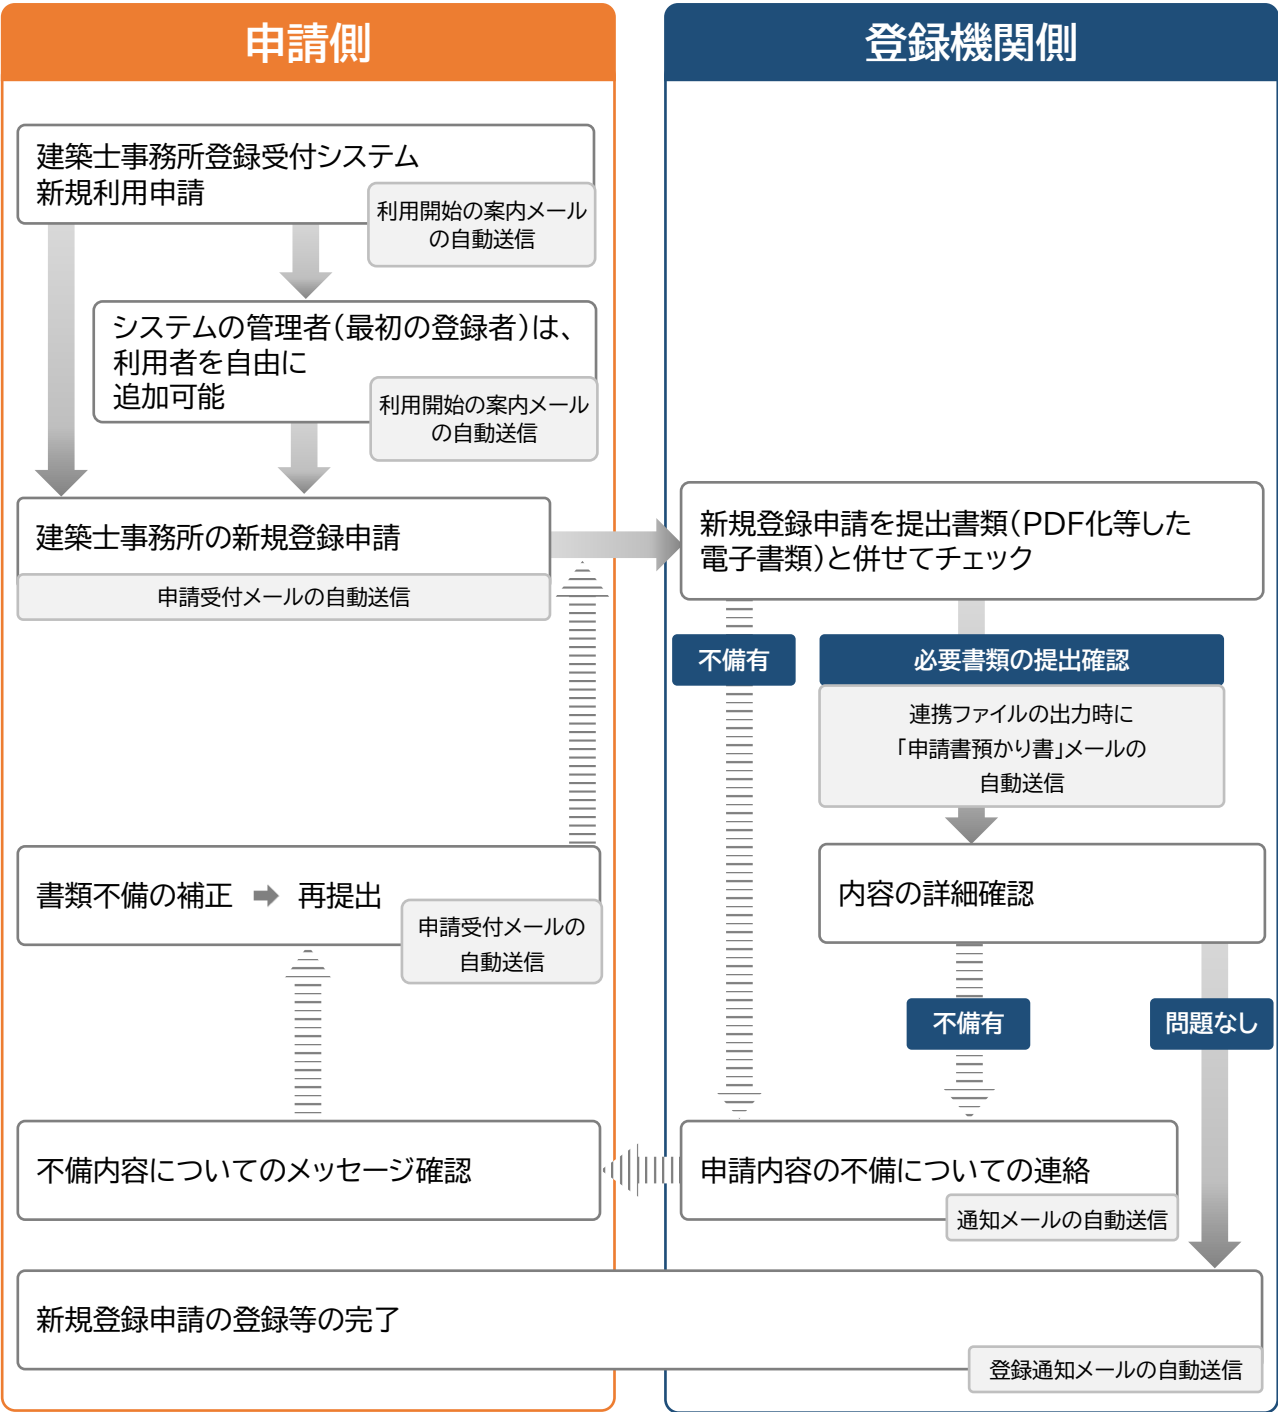 申請側
登録機関側
建築士事務所登録受付システム
新規利用申請
利用開始の案内メール
の自動送信
システムの管理者(最初の登録者)は、
利用者を自由に
追加可能
利用開始の案内メール
の自動送信
建築士事務所の新規登録申請
申請受付メールの自動送信
新規登録申請を提出書類(PDF化等した
電子書類)と併せてチェック
不備有
必要書類の提出確認
連携ファイルの出力時に
「申請書預かり書」メールの
自動送信
書類不備の補正 ➡ 再提出
申請受付メールの
自動送信
内容の詳細確認
不備有
問題なし
不備内容についてのメッセージ確認
申請内容の不備についての連絡
通知メールの自動送信
新規登録申請の登録等の完了
登録通知メールの自動送信